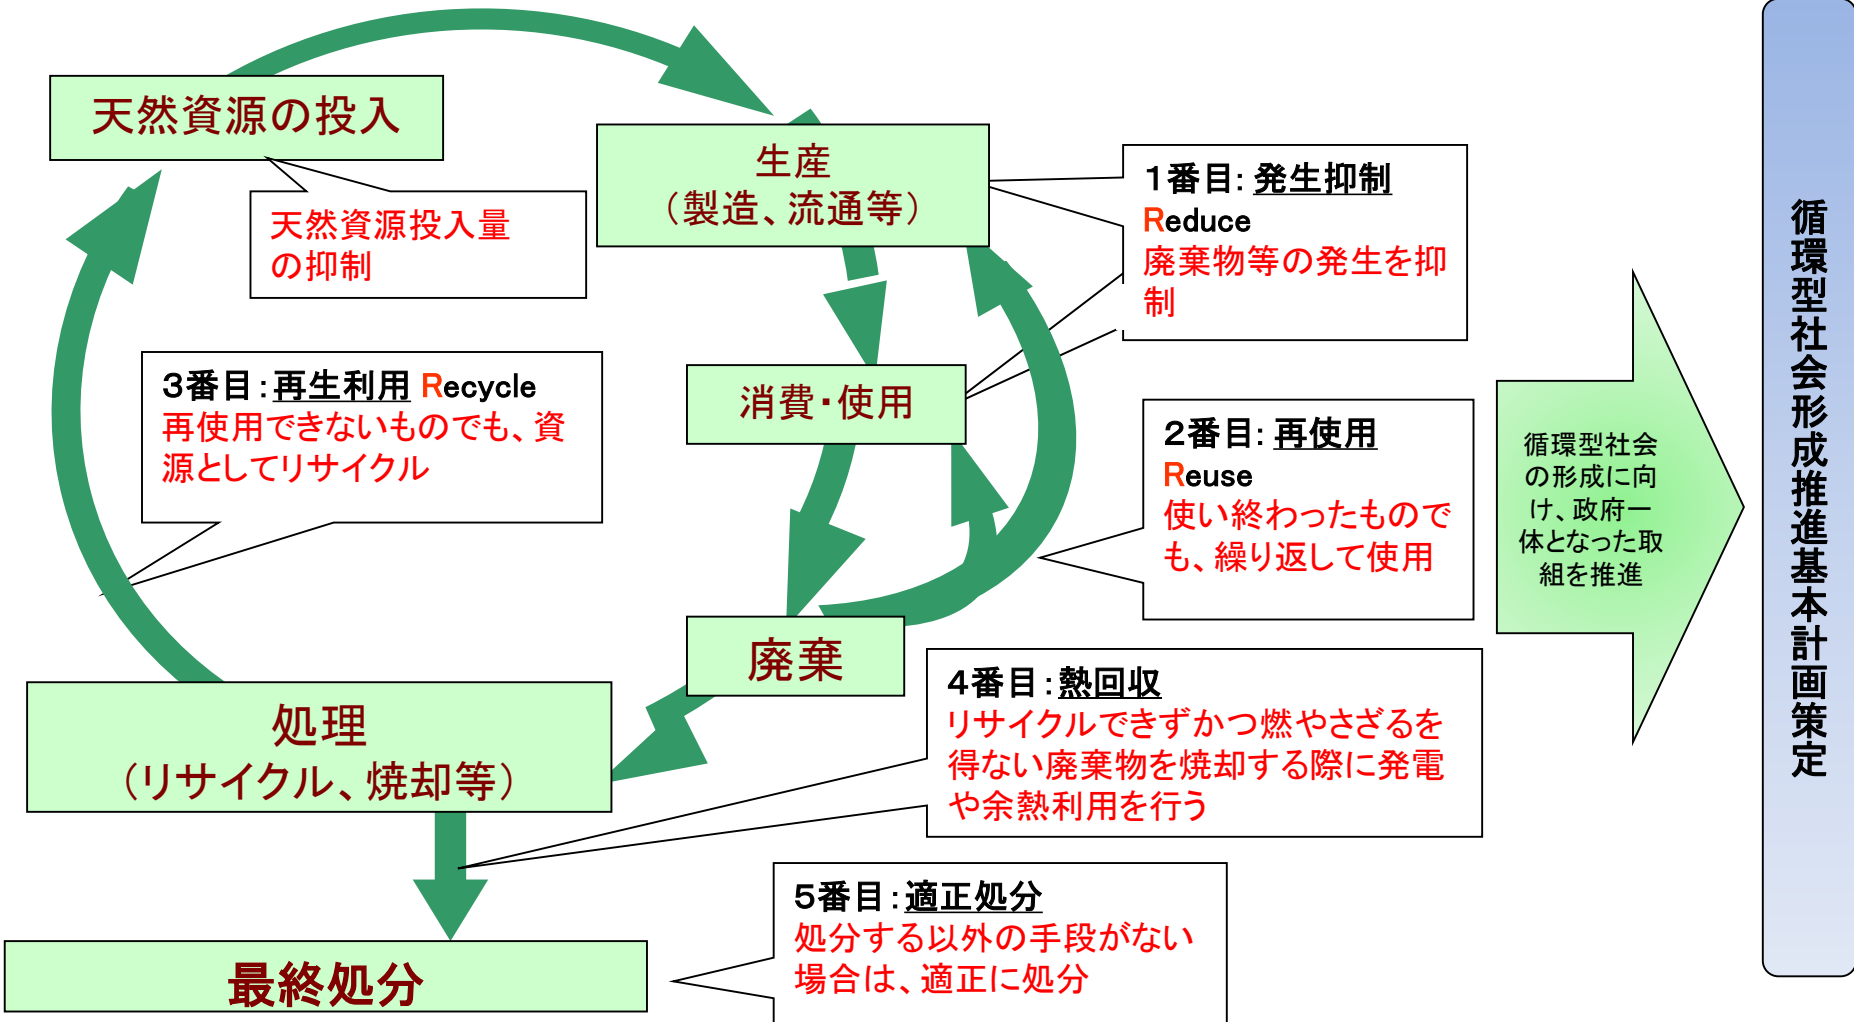 天然資源の投入
天然資源投入量
の抑制
生産
（製造、流通等）
1番目：発生抑制
Reduce
廃棄物等の発生を抑
制
消費・使用
2番目：再使用
Reuse
使い終わったもので
も、繰り返して使用
3番目：再生利用 Recycle
再使用できないものでも、資
源としてリサイクル
廃棄
処理
（リサイクル、焼却等）
4番目：熱回収
リサイクルできずかつ燃やさざるを
得ない廃棄物を焼却する際に発電
や余熱利用を行う
最終処分
5番目：適正処分
処分する以外の手段がない
場合は、適正に処分
循環型社会
の形成に向
け、政府一
体となった取
組を推進
循環型社会形成推進基本計画策定